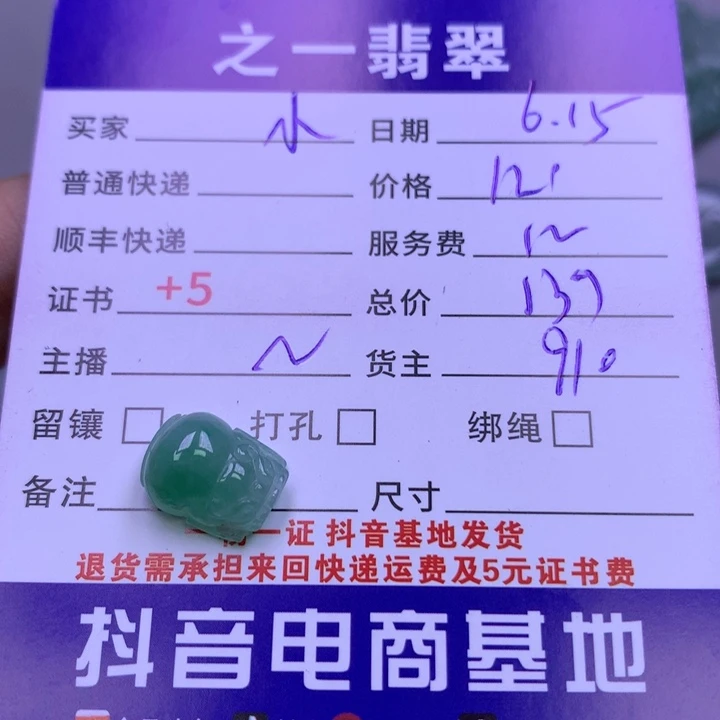 之一翡翠
买家 水 日期 6.15
普通快递 价格 121
顺丰快递 服务费 12
证书 +5 总价 139
主播 货主 910
留镶 打孔 绑绳
备注 尺寸
一证 抖音基地发货
退货需承担来回快递运费及5元证书费
抖音电商基地